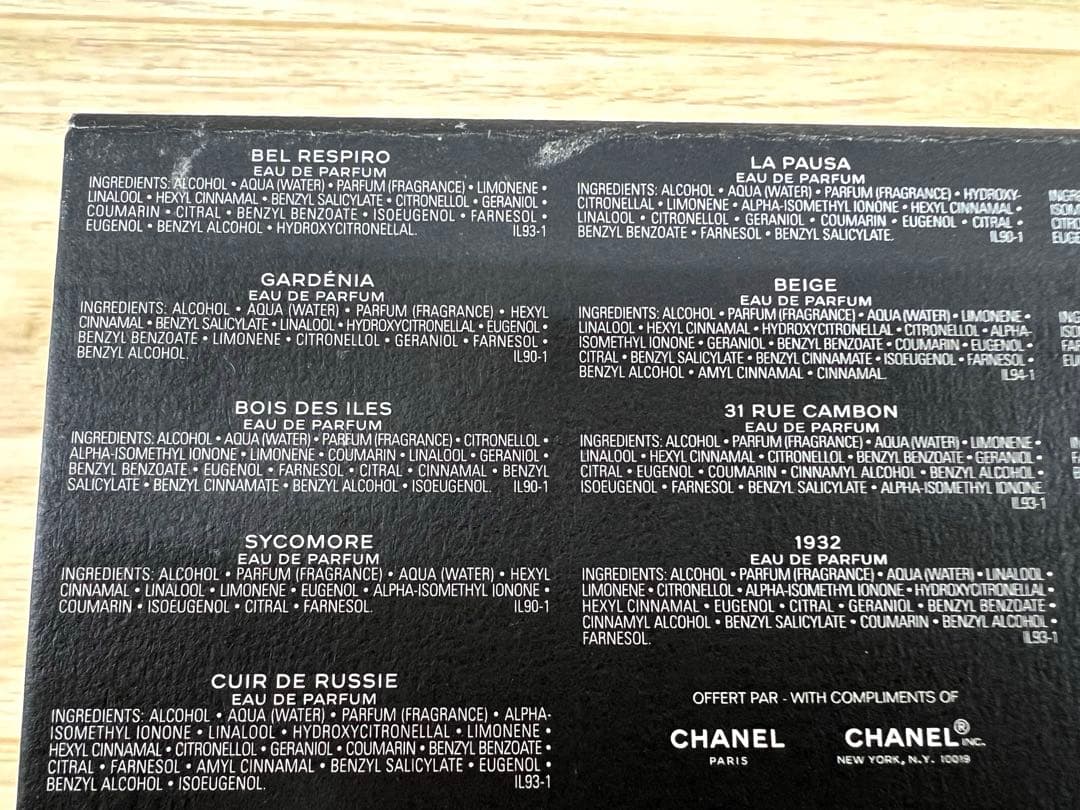 BEL RESPIRO
EAU DE PARFUM
INGREDIENTS: ALCOHOL • AQUA (WATER) • PARFUM (FRAGRANCE) • LIMONENE •
LINALOOL • HEXYL CINNAMAL • BENZYL SALICYLATE • CITRONELLOL • GERANIOL •
COUMARIN • CITRAL • BENZYL BENZOATE • ISOEUGENOL • FARNESOL •
EUGENOL • BENZYL ALCOHOL • HYDROXYCITRONELLAL. IL93-1
GARDÉNIA
EAU DE PARFUM
INGREDIENTS: ALCOHOL • AQUA (WATER) • PARFUM (FRAGRANCE) • HEXYL
CINNAMAL • BENZYL SALICYLATE • LINALOOL • HYDROXYCITRONELLAL • EUGENOL •
BENZYL BENZOATE • LIMONENE • CITRONELLOL • GERANIOL • FARNESOL •
BENZYL ALCOHOL. IL90-1
BOIS DES ILES
EAU DE PARFUM
INGREDIENTS: ALCOHOL • AQUA (WATER) • PARFUM (FRAGRANCE) • CITRONELLOL •
ALPHA-ISOMETHYL IONONE • LIMONENE • COUMARIN • LINALOOL • GERANIOL •
BENZYL BENZOATE • EUGENOL • FARNESOL • CITRAL • CINNAMAL • BENZYL
SALICYLATE • BENZYL CINNAMATE • BENZYL ALCOHOL • ISOEUGENOL. IL90-1
SYCOMORE
EAU DE PARFUM
INGREDIENTS: ALCOHOL • PARFUM (FRAGRANCE) • AQUA (WATER) • HEXYL
CINNAMAL • LINALOOL • LIMONENE • EUGENOL • ALPHA-ISOMETHYL IONONE •
COUMARIN • ISOEUGENOL • CITRAL • FARNESOL. IL90-1
CUIR DE RUSSIE
EAU DE PARFUM
INGREDIENTS: ALCOHOL • AQUA (WATER) • PARFUM (FRAGRANCE) • ALPHA-
ISOMETHYL IONONE • LINALOOL • HYDROXYCITRONELLAL • LIMONENE •
HEXYL CINNAMAL • CITRONELLOL • GERANIOL • COUMARIN • BENZYL BENZOATE •
CITRAL • FARNESOL • AMYL CINNAMAL • BENZYL SALICYLATE • EUGENOL •
BENZYL ALCOHOL • ISOEUGENOL. IL93-1
LA PAUSA
EAU DE PARFUM
INGREDIENTS: ALCOHOL • AQUA (WATER) • PARFUM (FRAGRANCE) • HYDROXY-
CITRONELLAL • LIMONENE • ALPHA-ISOMETHYL IONONE • HEXYL CINNAMAL •
LINALOOL • CITRONELLOL • GERANIOL • COUMARIN • EUGENOL • CITRAL •
BENZYL BENZOATE • FARNESOL • BENZYL SALICYLATE. IL90-1
BEIGE
EAU DE PARFUM
INGREDIENTS: ALCOHOL • PARFUM (FRAGRANCE) • AQUA (WATER) • LIMONENE •
LINALOOL • HEXYL CINNAMAL • HYDROXYCITRONELLAL • CITRONELLOL • ALPHA-
ISOMETHYL IONONE • GERANIOL • BENZYL BENZOATE • COUMARIN • EUGENOL •
CITRAL • BENZYL SALICYLATE • BENZYL CINNAMATE • ISOEUGENOL • FARNESOL •
BENZYL ALCOHOL • AMYL CINNAMAL • CINNAMAL. IL94-1
31 RUE CAMBON
EAU DE PARFUM
INGREDIENTS: ALCOHOL • PARFUM (FRAGRANCE) • AQUA (WATER) • LIMONENE •
LINALOOL • HEXYL CINNAMAL • CITRONELLOL • BENZYL BENZOATE • GERANIOL •
CITRAL • EUGENOL • COUMARIN • CINNAMYL ALCOHOL • BENZYL ALCOHOL •
ISOEUGENOL • FARNESOL • BENZYL SALICYLATE • ALPHA-ISOMETHYL IONONE.
IL93-1
1932
EAU DE PARFUM
INGREDIENTS: ALCOHOL • PARFUM (FRAGRANCE) • AQUA (WATER) • LINALOOL •
LIMONENE • CITRONELLOL • ALPHA-ISOMETHYL IONONE • HYDROXYCITRONELLAL •
HEXYL CINNAMAL • EUGENOL • CITRAL • GERANIOL • BENZYL BENZOATE •
CINNAMYL ALCOHOL • BENZYL SALICYLATE • COUMARIN • BENZYL ALCOHOL •
FARNESOL. IL93-1
OFFERT PAR - WITH COMPLIMENTS OF
CHANEL
PARIS
CHANEL® INC.
NEW YORK, N.Y. 10019